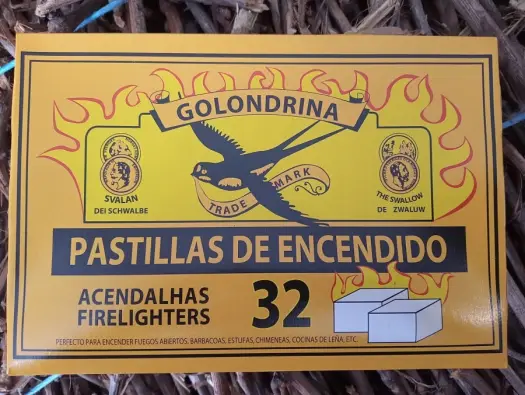 GOLONDRINA
TRADE MARK
SVALAN
DEI SCHWALBE
THE SWALLOW
DE ZWALUW
PASTILLAS DE ENCENDIDO
ACENDALHAS
FIRELIGHTERS
32
PERFECTO PARA ENCENDER FUEGOS ABIERTOS, BARBACOAS, ESTUFAS, CHIMENEAS, COCINAS DE LEÑA, ETC.